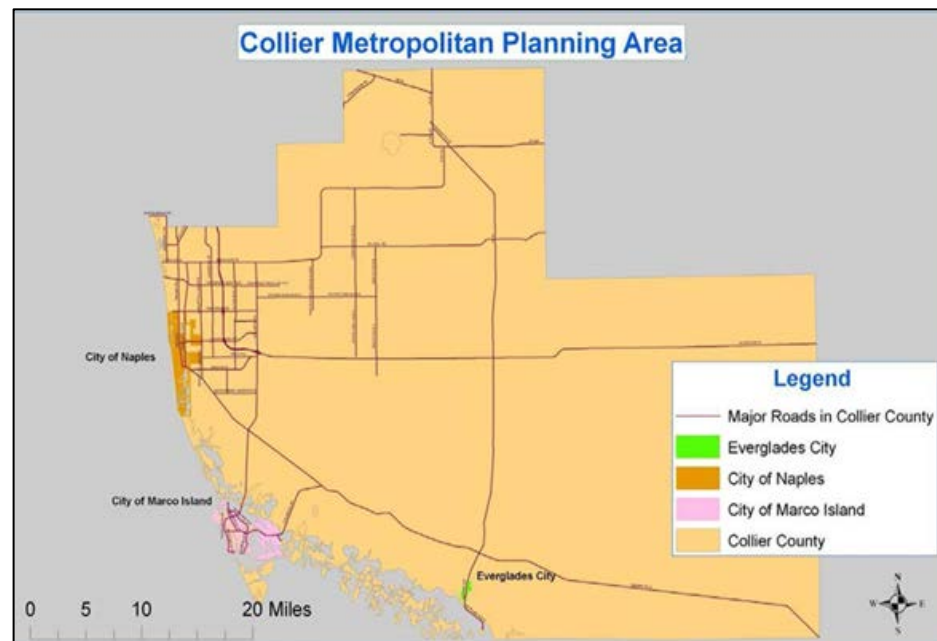 Collier Metropolitan Planning Area
City of Naples
Legend
Major Roads in Collier County
Everglades City
City of Naples
City of Marco Island
Collier County
City of Marco Island
Everglades City
0 5 10 20 Miles
N
W E
S